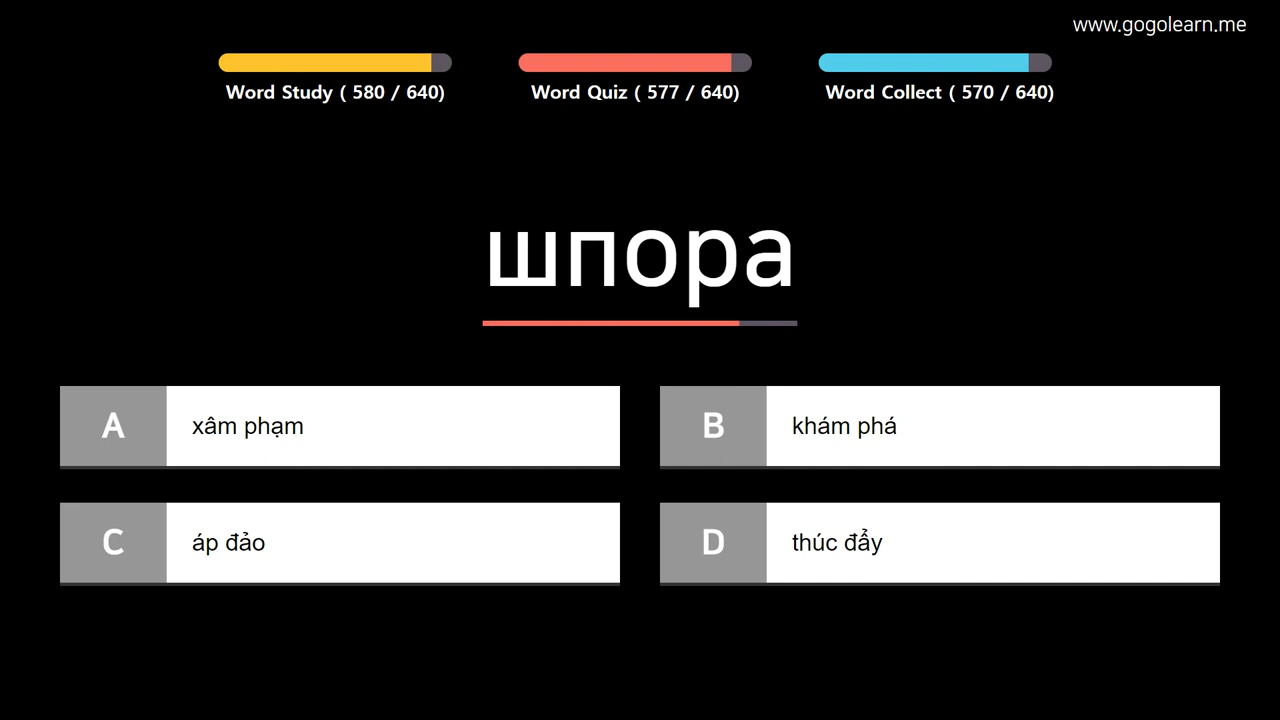 www.gogolearn.me
Word Study ( 580 / 640)
Word Quiz ( 577 / 640)
Word Collect ( 570 / 640)
шпора
A xâm phạm
B khám phá
C áp đảo
D thúc đẩy